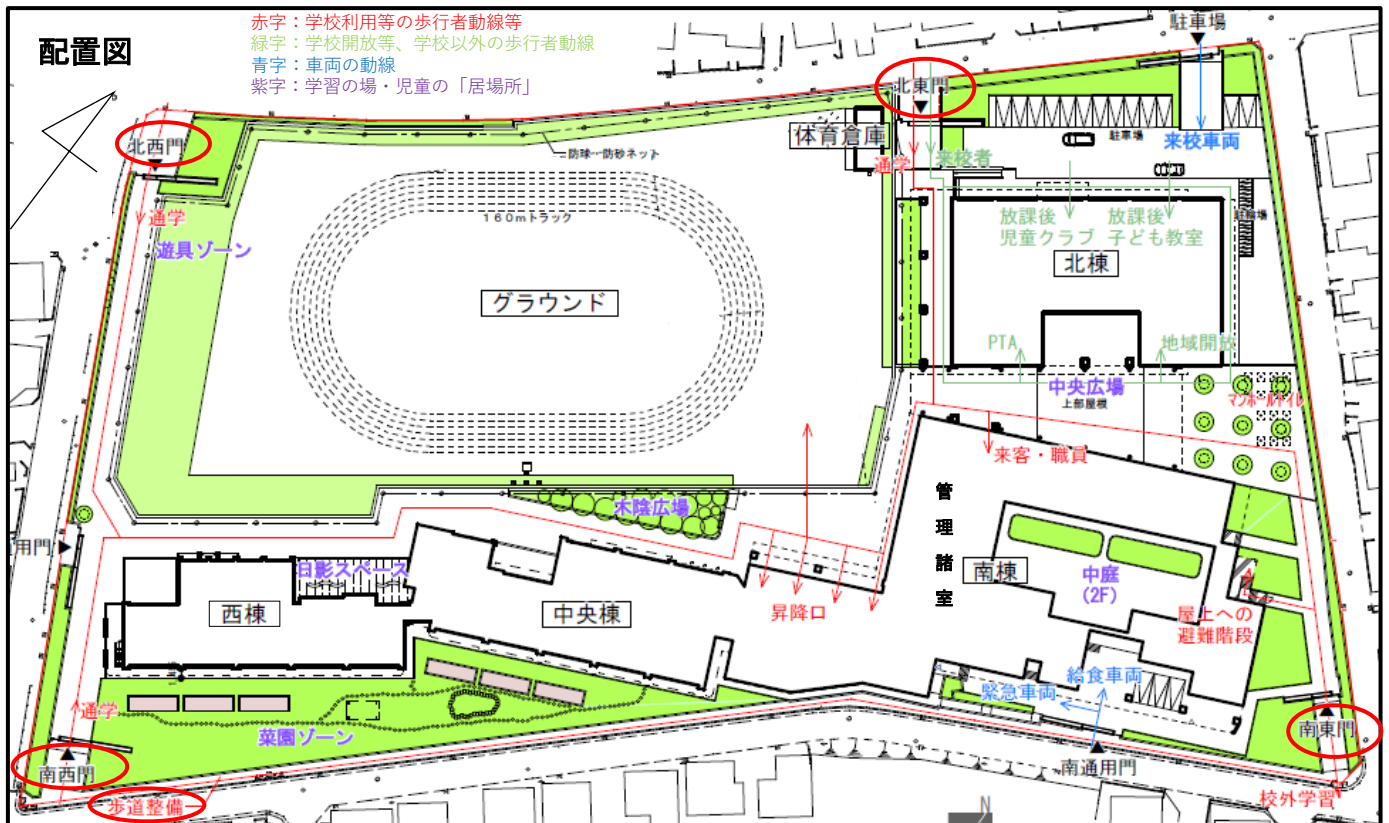 配置図
赤字：学校利用等の歩行者動線等
緑字：学校開放等、学校以外の歩行者動線
青字：車両の動線
紫字：学習の場・児童の「居場所」
駐車場
北東門
体育倉庫
北西門
防球・防砂ネット
駐車場
来校車両
通学
来校者
160mトラック
通学
遊具ゾーン
放課後
児童クラブ
放課後
子ども教室
駐輪場
北棟
グラウンド
PTA
地域開放
中央広場
上部屋根
マンホールトイレ
来客・職員
管理諸室
木陰広場
用門
日影スペース
南棟
中庭
(2F)
西棟
中央棟
昇降口
屋上への
避難階段
給食車両
緊急車両
通学
菜園ゾーン
南東門
南西門
南通用門
歩道整備
校外学習
N